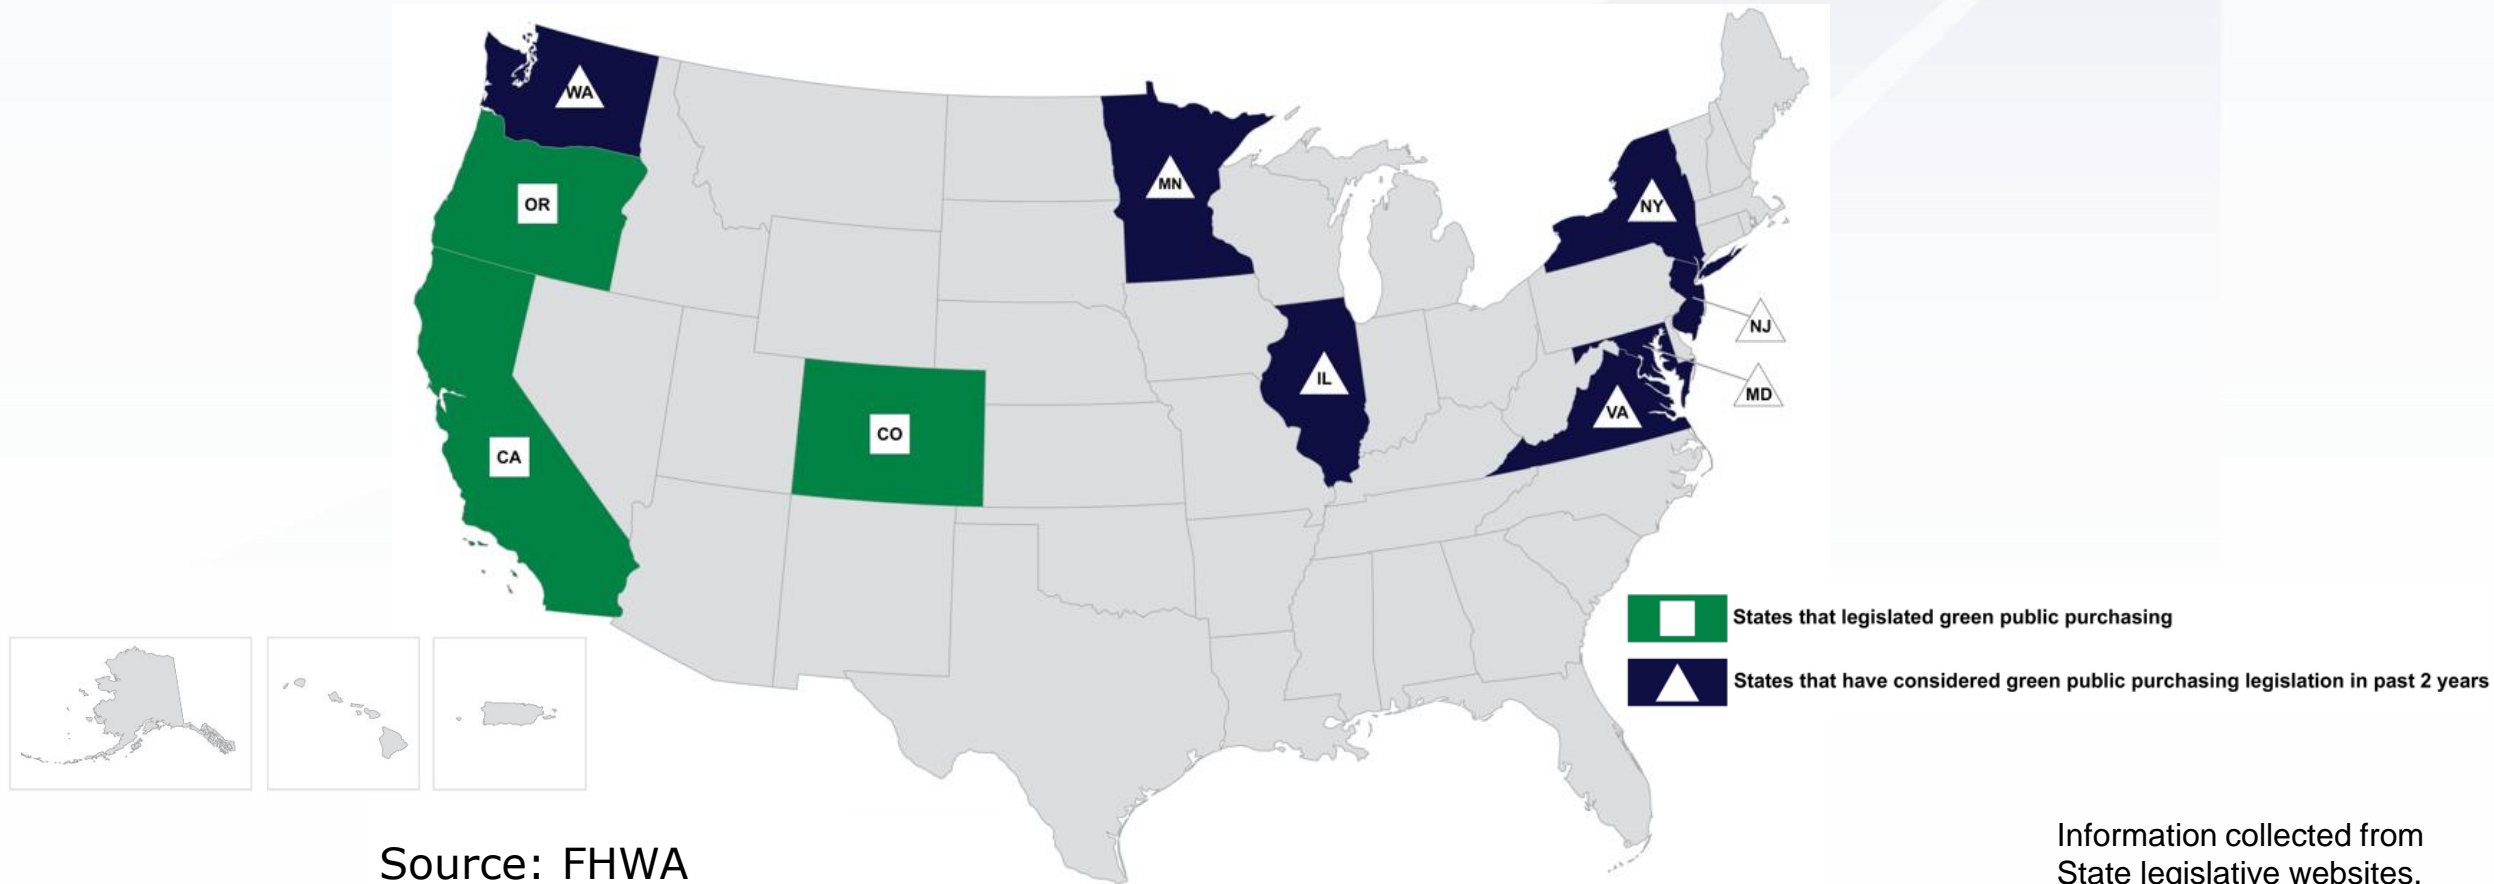 WA
OR
MN
NY
NJ
IL
MD
VA
CO
CA
States that legislated green public purchasing
States that have considered green public purchasing legislation in past 2 years
Source: FHWA
Information collected from
State legislative websites.